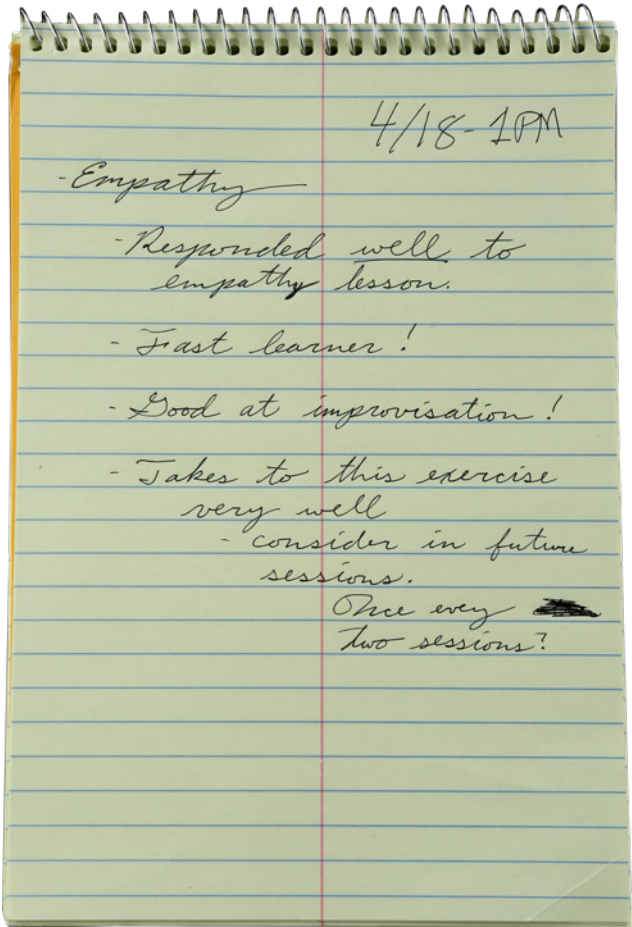 4/18-1PM
-Empathy
-Responded well to
empathy lesson.
- Fast learner!
- Good at improvisation!
- Takes to this exercise
very well
- consider in future
sessions.
Once evey
two sessions?